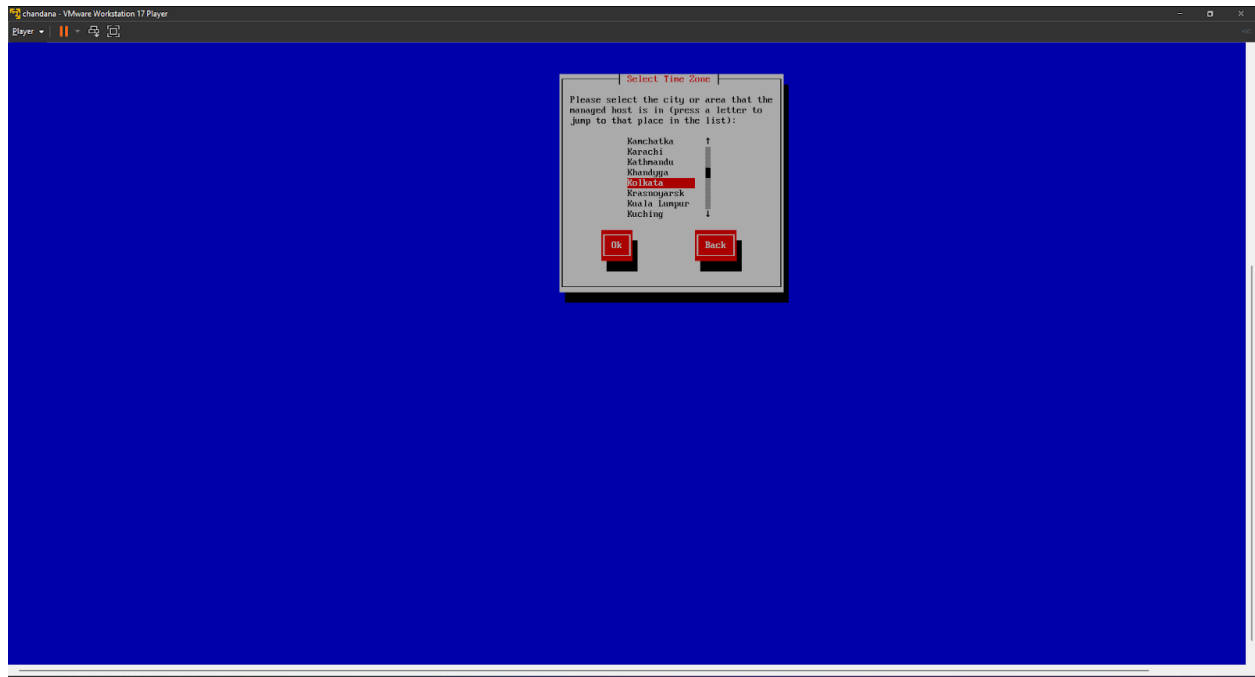 chandana - VMware Workstation 17 Player
Player
Select Time Zone
Please select the city or area that the
managed host is in (press a letter to
jump to that place in the list):
Kamchatka
Karachi
Kathmandu
Khandyga
Kolkata
Krasnoyarsk
Kuala Lumpur
Kuching
Ok Back